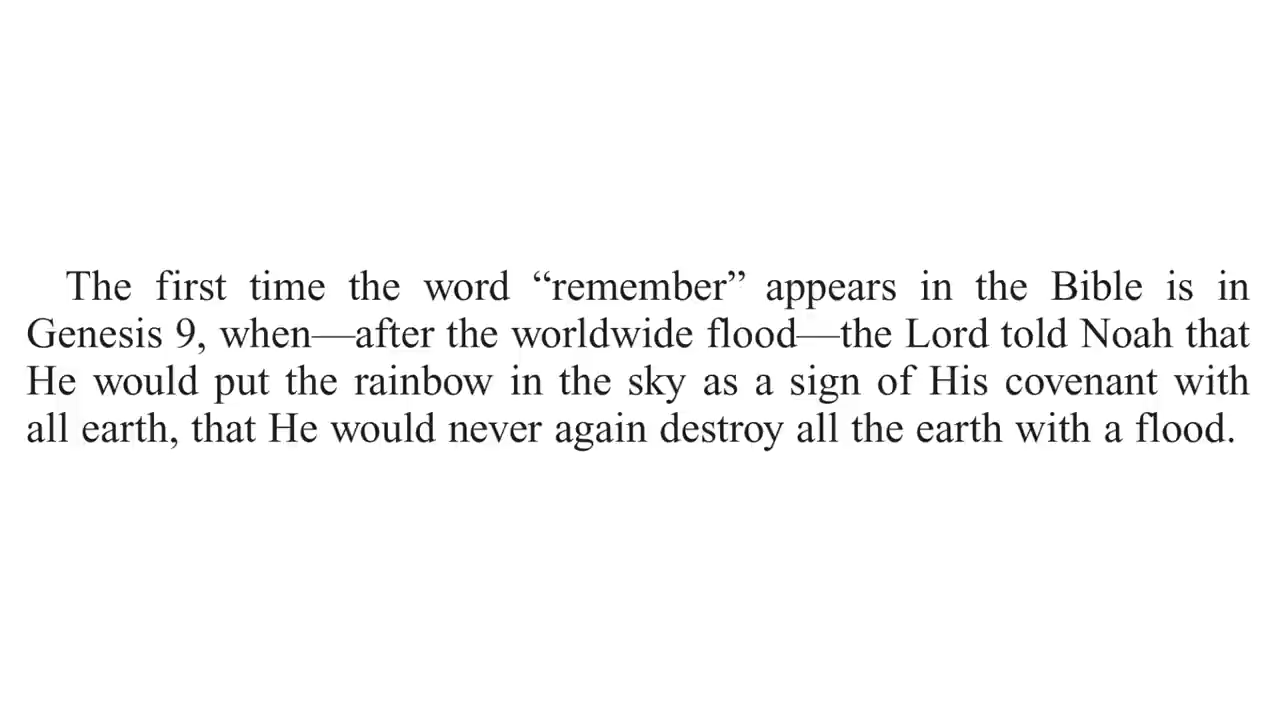 The first time the word “remember” appears in the Bible is in
Genesis 9, when—after the worldwide flood—the Lord told Noah that
He would put the rainbow in the sky as a sign of His covenant with
all earth, that He would never again destroy all the earth with a flood.